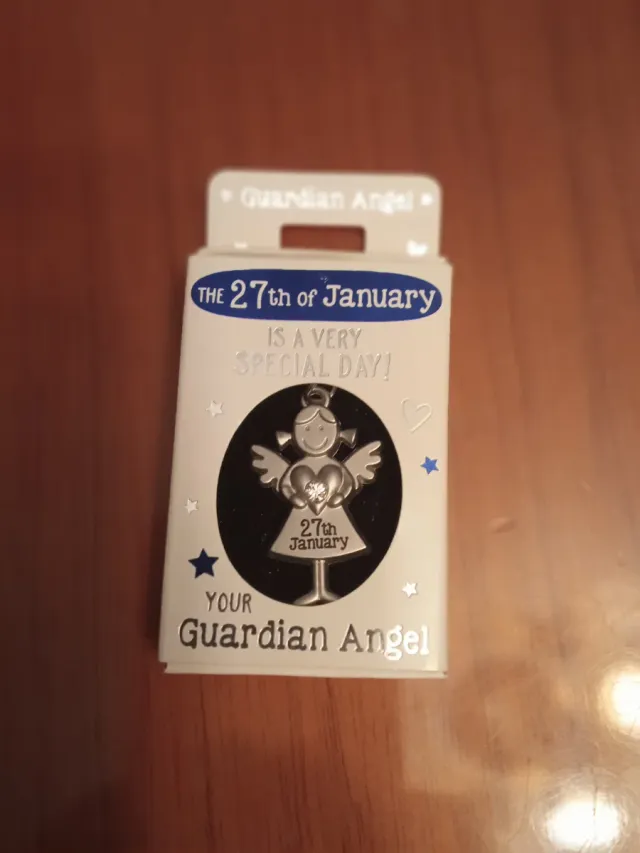 Guardian Angel
THE 27th of January
IS A VERY
SPECIAL DAY!
27th
January
YOUR
Guardian Angel